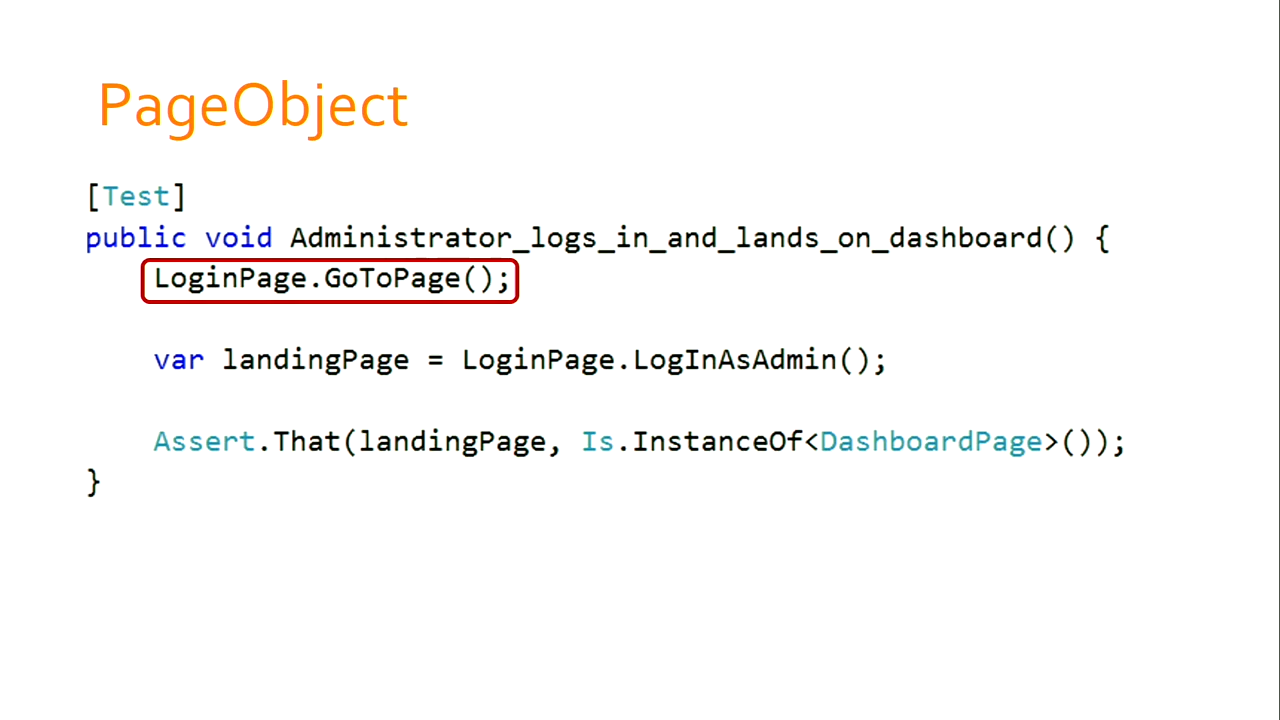 PageObject
[Test]
public void Administrator_logs_in_and_lands_on_dashboard() {
LoginPage.GoToPage();
var landingPage = LoginPage.LogInAsAdmin();
Assert.That(landingPage, Is.InstanceOf<DashboardPage>());
}